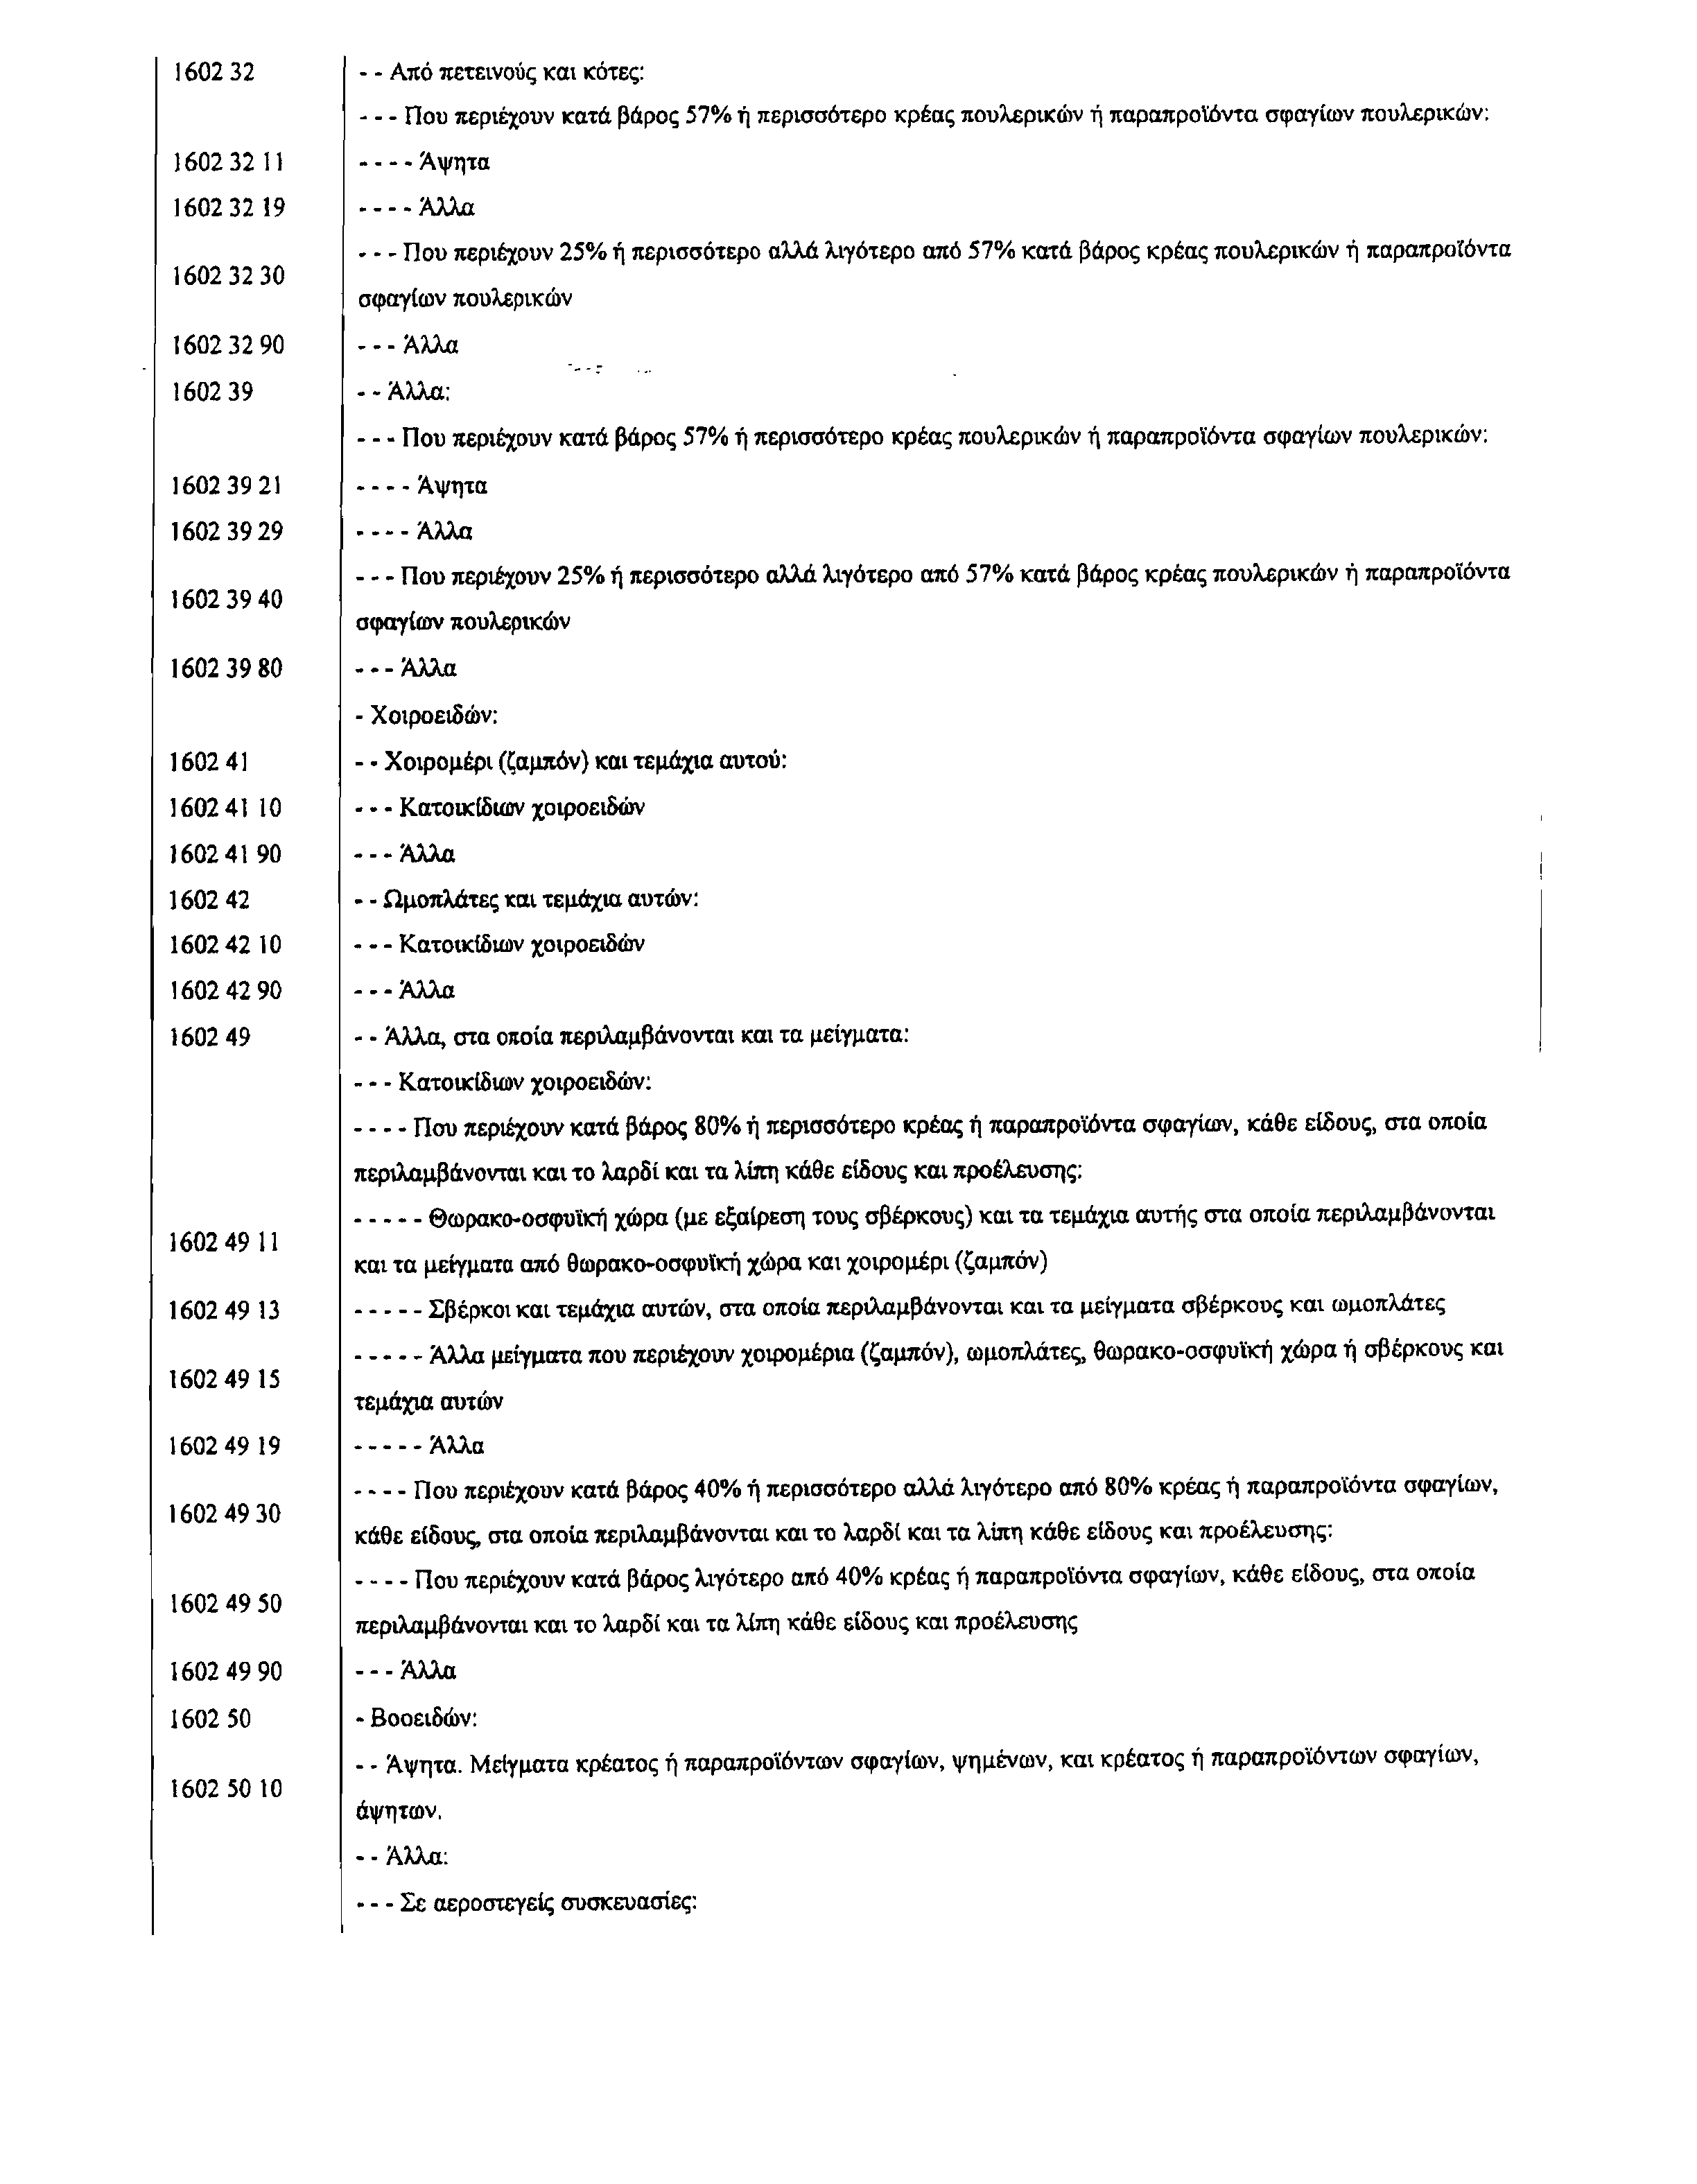 1602 32 - - Από πετεινούς και κότες:
- - - Που περιέχουν κατά βάρος 57% ή περισσότερο κρέας πουλερικών ή παραπροϊόντα σφαγίων πουλερικών:
1602 32 11 - - - - Άψητα
1602 32 19 - - - - Άλλα
1602 32 30 - - - Που περιέχουν 25% ή περισσότερο αλλά λιγότερο από 57% κατά βάρος κρέας πουλερικών ή παραπροϊόντα
σφαγίων πουλερικών
1602 32 90 - - - Άλλα
1602 39 - - Άλλα:
- - - Που περιέχουν κατά βάρος 57% ή περισσότερο κρέας πουλερικών ή παραπροϊόντα σφαγίων πουλερικών:
1602 39 21 - - - - Άψητα
1602 39 29 - - - - Άλλα
1602 39 40 - - - Που περιέχουν 25% ή περισσότερο αλλά λιγότερο από 57% κατά βάρος κρέας πουλερικών ή παραπροϊόντα
σφαγίων πουλερικών
1602 39 80 - - - Άλλα
- Χοιροειδών:
1602 41 - - Χοιρομέρι (ζαμπόν) και τεμάχια αυτού:
1602 41 10 - - - Κατοικίδιων χοιροειδών
1602 41 90 - - - Άλλα
1602 42 - - Ωμοπλάτες και τεμάχια αυτών:
1602 42 10 - - - Κατοικίδιων χοιροειδών
1602 42 90 - - - Άλλα
1602 49 - - Άλλα, στα οποία περιλαμβάνονται και τα μείγματα:
- - - Κατοικίδιων χοιροειδών:
- - - - Που περιέχουν κατά βάρος 80% ή περισσότερο κρέας ή παραπροϊόντα σφαγίων, κάθε είδους, στα οποία
περιλαμβάνονται και το λαρδί και τα λίπη κάθε είδους και προέλευσης:
1602 49 11 - - - - - Θωρακο-οσφυϊκή χώρα (με εξαίρεση τους σβέρκους) και τα τεμάχια αυτής στα οποία περιλαμβάνονται
και τα μείγματα από θωρακο-οσφυϊκή χώρα και χοιρομέρι (ζαμπόν)
1602 49 13 - - - - - Σβέρκοι και τεμάχια αυτών, στα οποία περιλαμβάνονται και τα μείγματα σβέρκους και ωμοπλάτες
1602 49 15 - - - - - Άλλα μείγματα που περιέχουν χοιρομέρια (ζαμπόν), ωμοπλάτες, θωρακο-οσφυϊκή χώρα ή σβέρκους και
τεμάχια αυτών
1602 49 19 - - - - - Άλλα
1602 49 30 - - - - Που περιέχουν κατά βάρος 40% ή περισσότερο αλλά λιγότερο από 80% κρέας ή παραπροϊόντα σφαγίων,
κάθε είδους, στα οποία περιλαμβάνονται και το λαρδί και τα λίπη κάθε είδους και προέλευσης:
1602 49 50 - - - - Που περιέχουν κατά βάρος λιγότερο από 40% κρέας ή παραπροϊόντα σφαγίων, κάθε είδους, στα οποία
περιλαμβάνονται και το λαρδί και τα λίπη κάθε είδους και προέλευσης
1602 49 90 - - - Άλλα
1602 50 - Βοοειδών:
1602 50 10 - - Άψητα. Μείγματα κρέατος ή παραπροϊόντων σφαγίων, ψημένων, και κρέατος ή παραπροϊόντων σφαγίων,
άψητων.
- - Άλλα:
- - - Σε αεροστεγείς συσκευασίες: